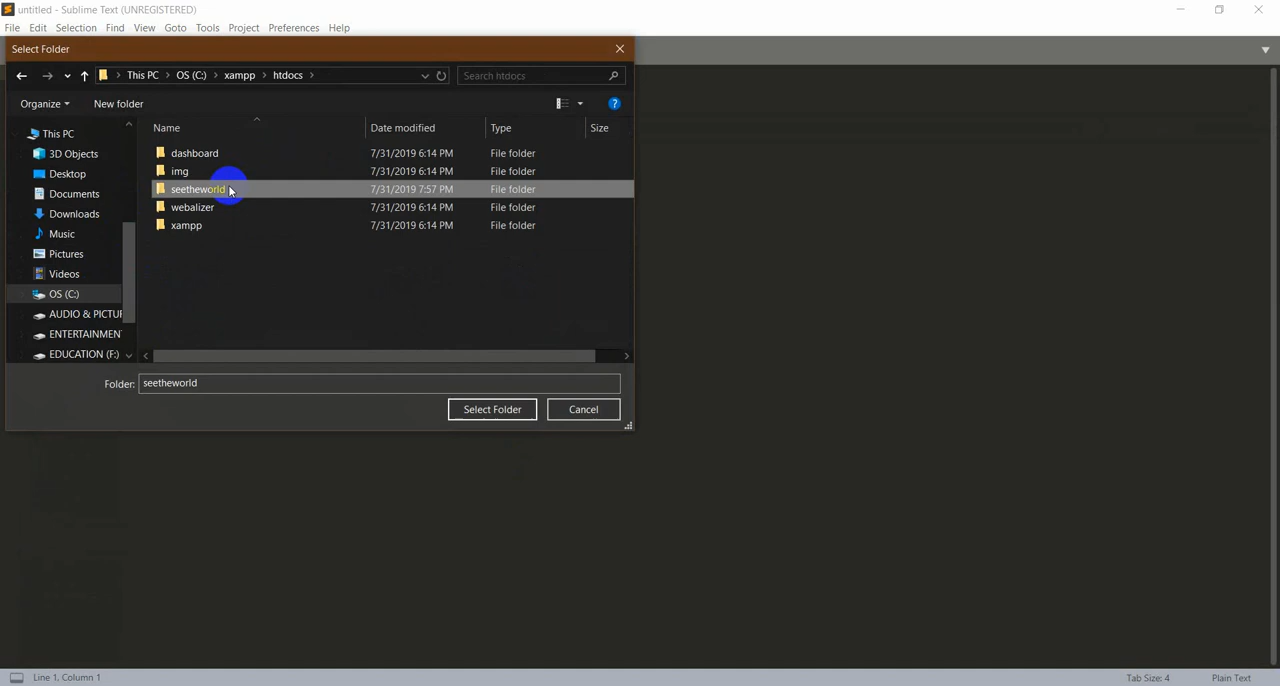 untitled - Sublime Text (UNREGISTERED)
File Edit Selection Find View Goto Tools Project Preferences Help
Select Folder
This PC > OS (C:) > xampp > htdocs >
Search htdocs
Organize
New folder
Name Date modified Type Size
This PC
3D Objects
Desktop
Documents
Downloads
Music
Pictures
Videos
OS (C:)
AUDIO & PICTUR
ENTERTAINMEN
EDUCATION (F:)
dashboard 7/31/2019 6:14 PM File folder
img 7/31/2019 6:14 PM File folder
seetheworld 7/31/2019 7:57 PM File folder
webalizer 7/31/2019 6:14 PM File folder
xampp 7/31/2019 6:14 PM File folder
Folder: seetheworld
Select Folder Cancel
Line 1, Column 1
Tab Size: 4
Plain Text